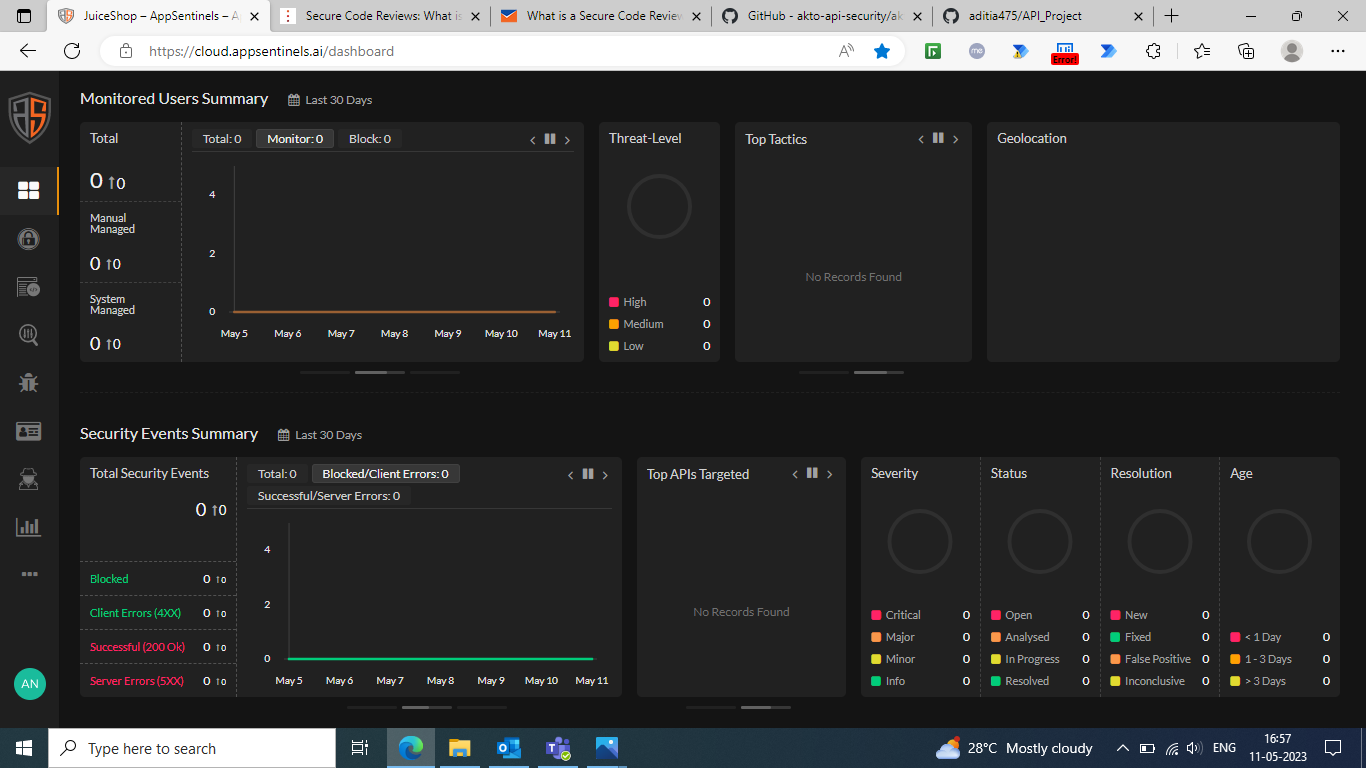 JuiceShop – AppSentinels – A
Secure Code Reviews: What is
What is a Secure Code Review
GitHub - akto-api-security/ak
aditia475/API_Project
https://cloud.appsentinels.ai/dashboard
me
Error!
Monitored Users Summary
Last 30 Days
Total
0 ↑0
Manual
Managed
0 ↑0
System
Managed
0 ↑0
Total: 0
Monitor: 0
Block: 0
4
2
0
May 5 May 6 May 7 May 8 May 9 May 10 May 11
Threat-Level
High 0
Medium 0
Low 0
Top Tactics
No Records Found
Geolocation
Security Events Summary
Last 30 Days
Total Security Events
0 ↑0
Blocked 0 ↑0
Client Errors (4XX) 0 ↑0
Successful (200 Ok) 0 ↑0
Server Errors (5XX) 0 ↑0
Total: 0
Blocked/Client Errors: 0
Successful/Server Errors: 0
4
2
0
May 5 May 6 May 7 May 8 May 9 May 10 May 11
Top APIs Targeted
No Records Found
Severity
Critical 0
Major 0
Minor 0
Info 0
Status
Open 0
Analysed 0
In Progress 0
Resolved 0
Resolution
New 0
Fixed 0
False Positive 0
Inconclusive 0
Age
< 1 Day 0
1 - 3 Days 0
> 3 Days 0
AN
Type here to search
28°C Mostly cloudy
ENG
16:57
11-05-2023